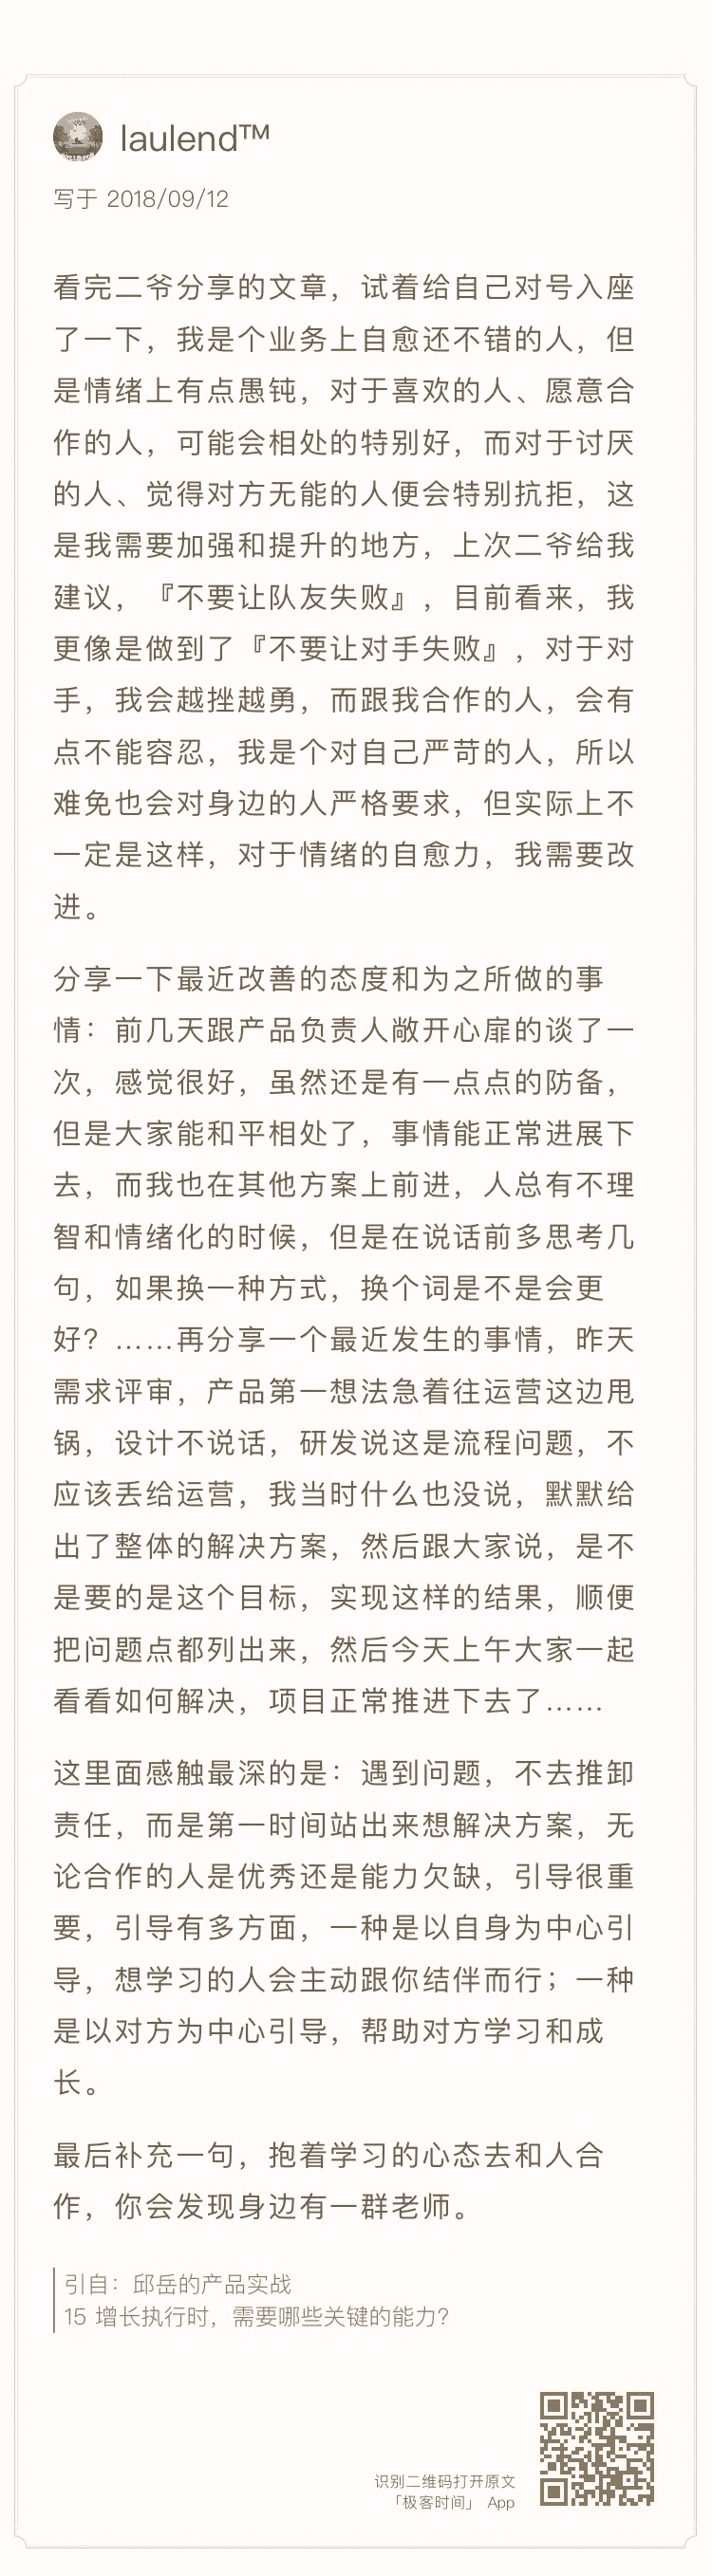 laulend™
写于 2018/09/12
看完二爷分享的文章，试着给自己对号入座
了一下，我是个业务上自愈还不错的人，但
是情绪上有点愚钝，对于喜欢的人、愿意合
作的人，可能会相处的特别好，而对于讨厌
的人、觉得对方无能的人便会特别抗拒，这
是我需要加强和提升的地方，上次二爷给我
建议，『不要让队友失败』，目前看来，我
更像是做到了『不要让对手失败』，对于对
手，我会越挫越勇，而跟我合作的人，会有
点不能容忍，我是个对自己严苛的人，所以
难免也会对身边的人严格要求，但实际上不
一定是这样，对于情绪的自愈力，我需要改
进。
分享一下最近改善的态度和为之所做的事
情：前几天跟产品负责人敞开心扉的谈了一
次，感觉很好，虽然还是有一点点的防备，
但是大家能和平相处了，事情能正常进展下
去，而我也在其他方案上前进，人总有不理
智和情绪化的时候，但是在说话前多思考几
句，如果换一种方式，换个词是不是会更
好？……再分享一个最近发生的事情，昨天
需求评审，产品第一想法急着往运营这边甩
锅，设计不说话，研发说这是流程问题，不
应该丢给运营，我当时什么也没说，默默给
出了整体的解决方案，然后跟大家说，是不
是要的是这个目标，实现这样的结果，顺便
把问题点都列出来，然后今天上午大家一起
看看如何解决，项目正常推进下去了……
这里面感触最深的是：遇到问题，不去推卸
责任，而是第一时间站出来想解决方案，无
论合作的人是优秀还是能力欠缺，引导很重
要，引导有多方面，一种是以自身为中心引
导，想学习的人会主动跟你结伴而行；一种
是以对方为中心引导，帮助对方学习和成
长。
最后补充一句，抱着学习的心态去和人合
作，你会发现身边有一群老师。
引自：邱岳的产品实战
15 增长执行时，需要哪些关键的能力？
识别二维码打开原文
「极客时间」 App